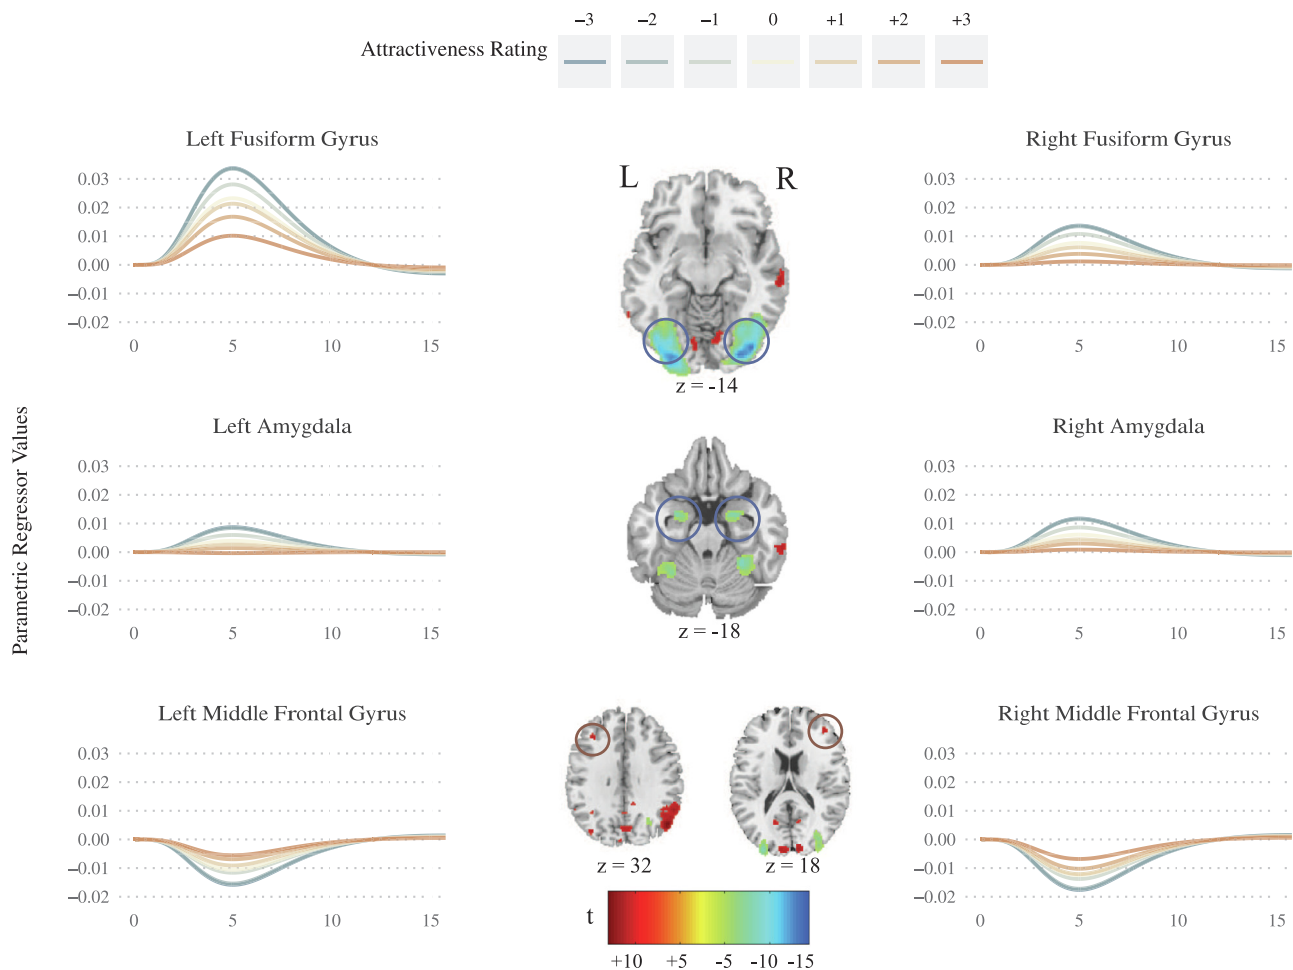 −3 −2 −1 0 +1 +2 +3
Attractiveness Rating
Left Fusiform Gyrus
0.03
0.02
0.01
0.00
−0.01
−0.02
0 5 10 15
L R
z = -14
Right Fusiform Gyrus
0.03
0.02
0.01
0.00
−0.01
−0.02
0 5 10 15
Parametric Regressor Values
Left Amygdala
0.03
0.02
0.01
0.00
−0.01
−0.02
0 5 10 15
z = -18
Right Amygdala
0.03
0.02
0.01
0.00
−0.01
−0.02
0 5 10 15
Left Middle Frontal Gyrus
0.03
0.02
0.01
0.00
−0.01
−0.02
0 5 10 15
z = 32 z = 18
t
+10 +5 -5 -10 -15
Right Middle Frontal Gyrus
0.03
0.02
0.01
0.00
−0.01
−0.02
0 5 10 15